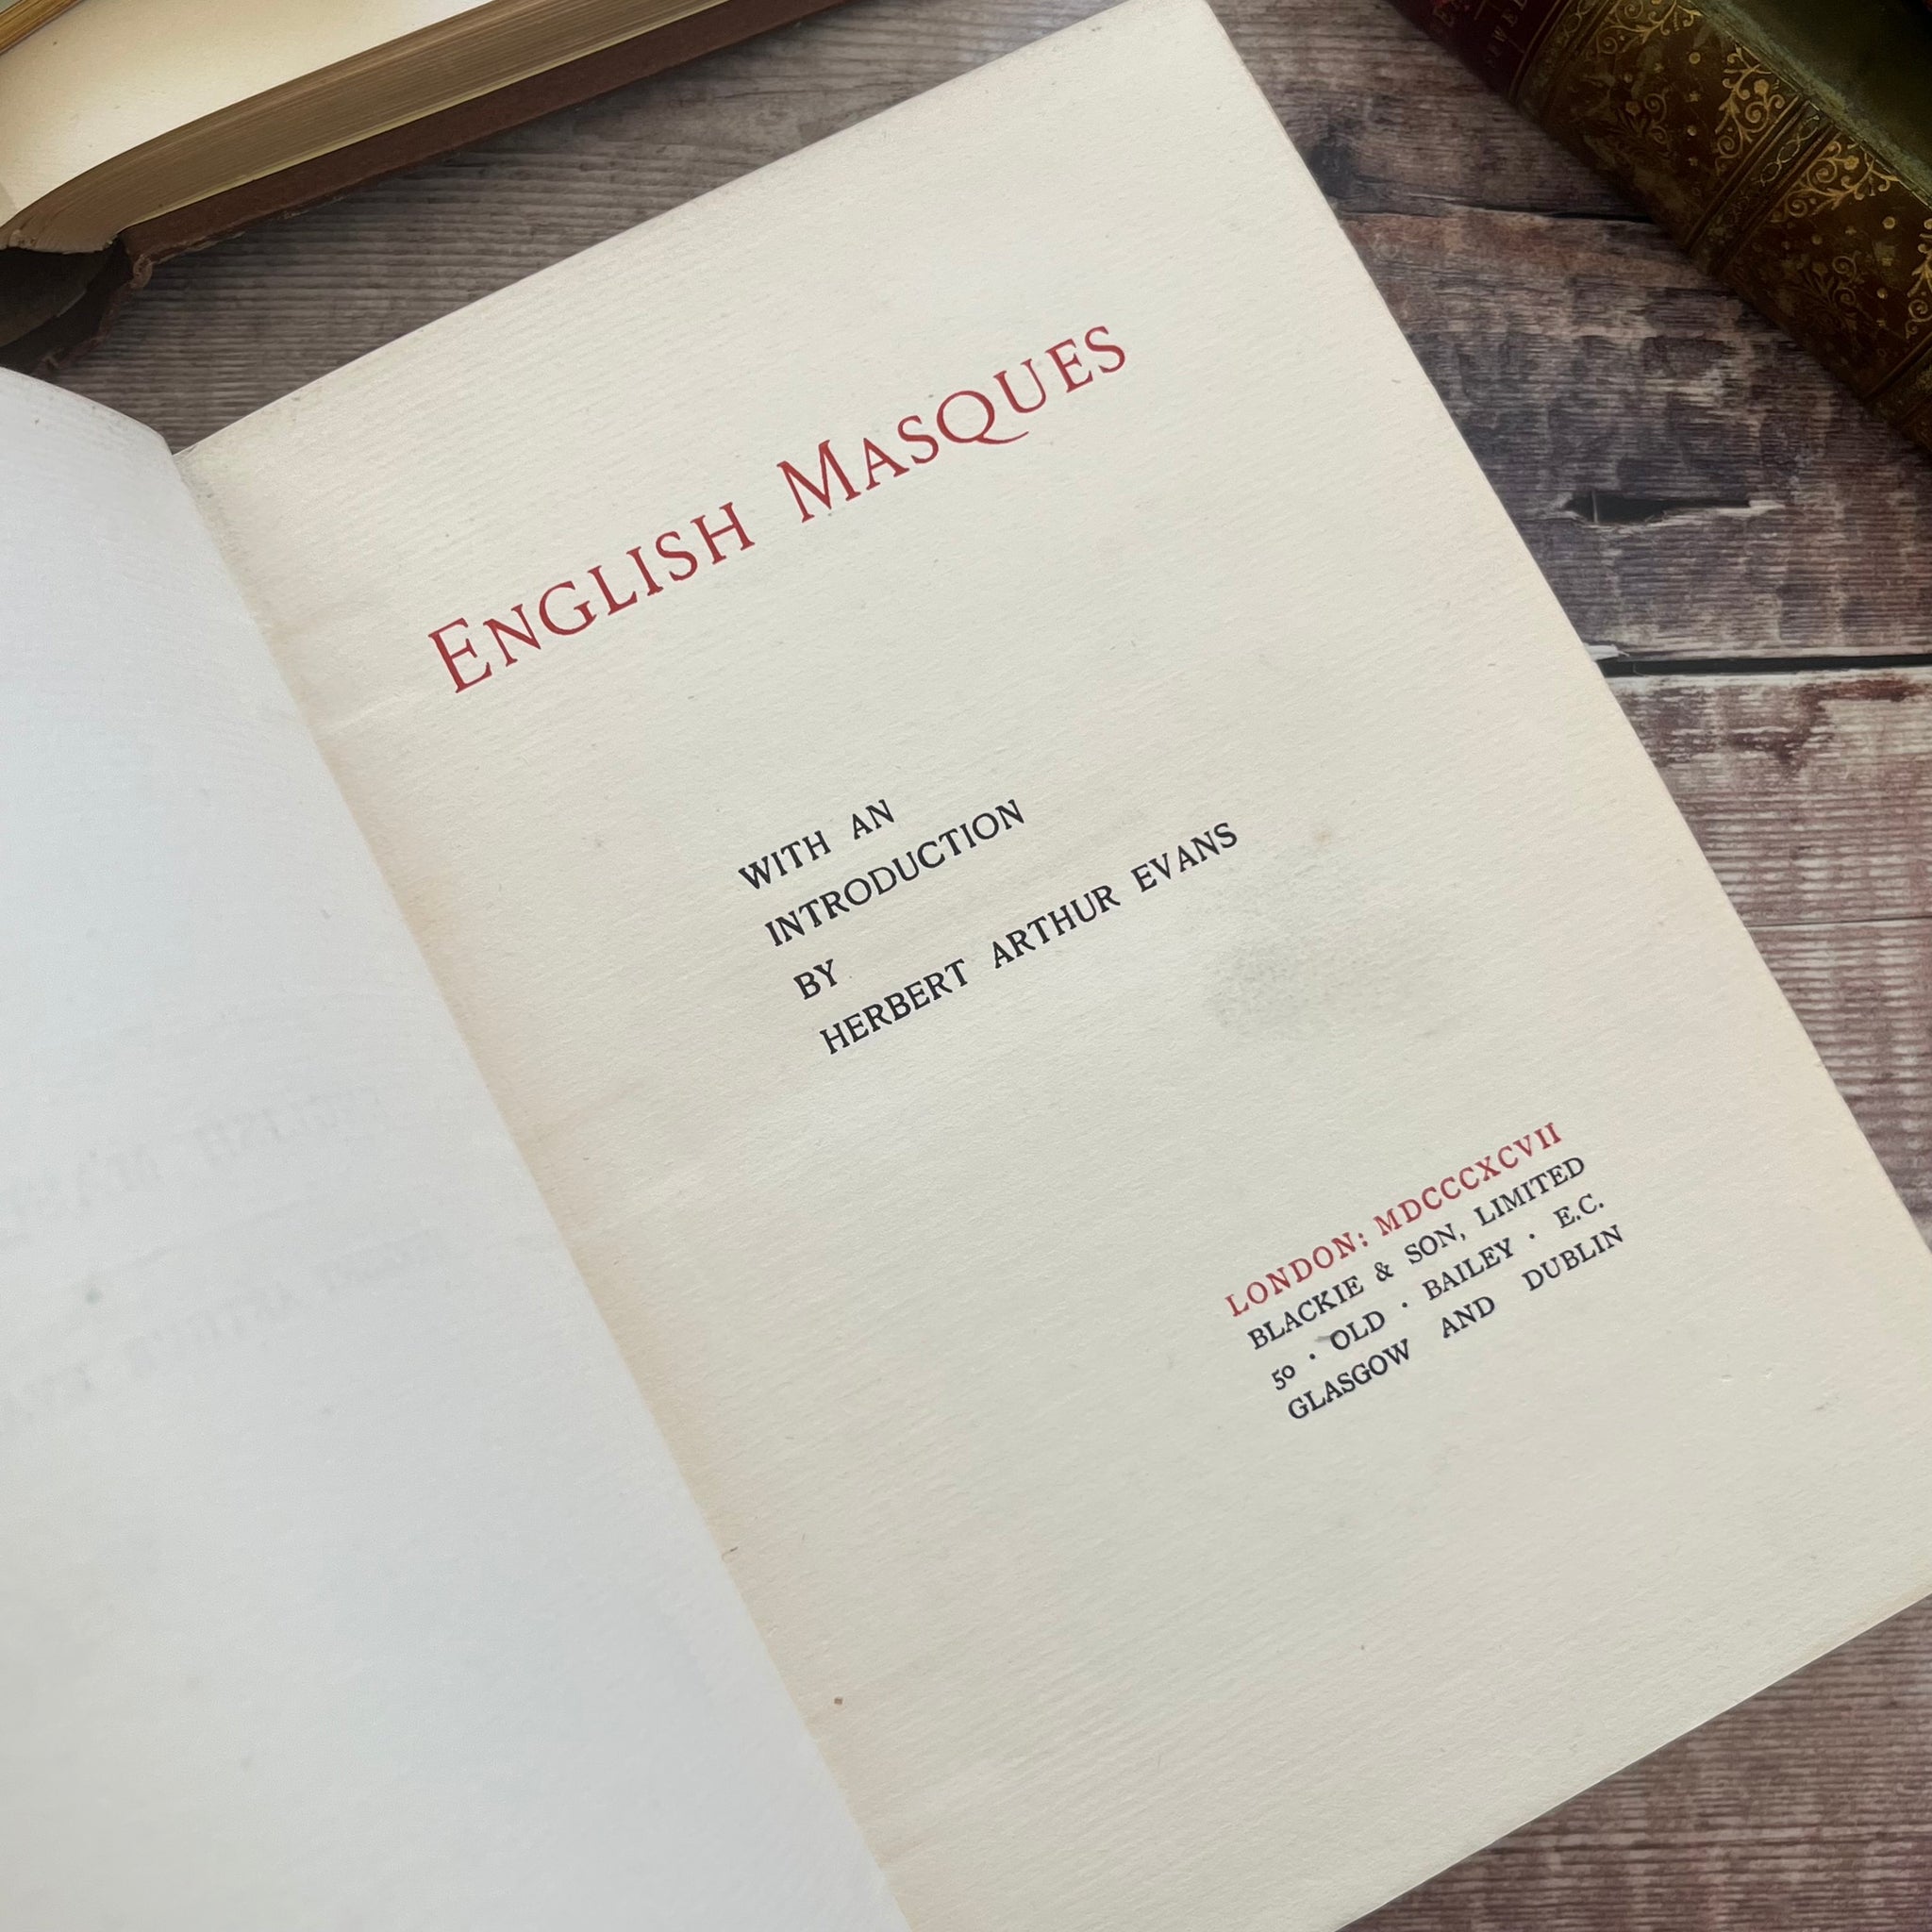 ENGLISH MASQUES
WITH AN
INTRODUCTION
BY
HERBERT ARTHUR EVANS
LONDON: MDCCCXCVII
BLACKIE & SON, LIMITED
50 · OLD · BAILEY · E.C.
GLASGOW AND DUBLIN